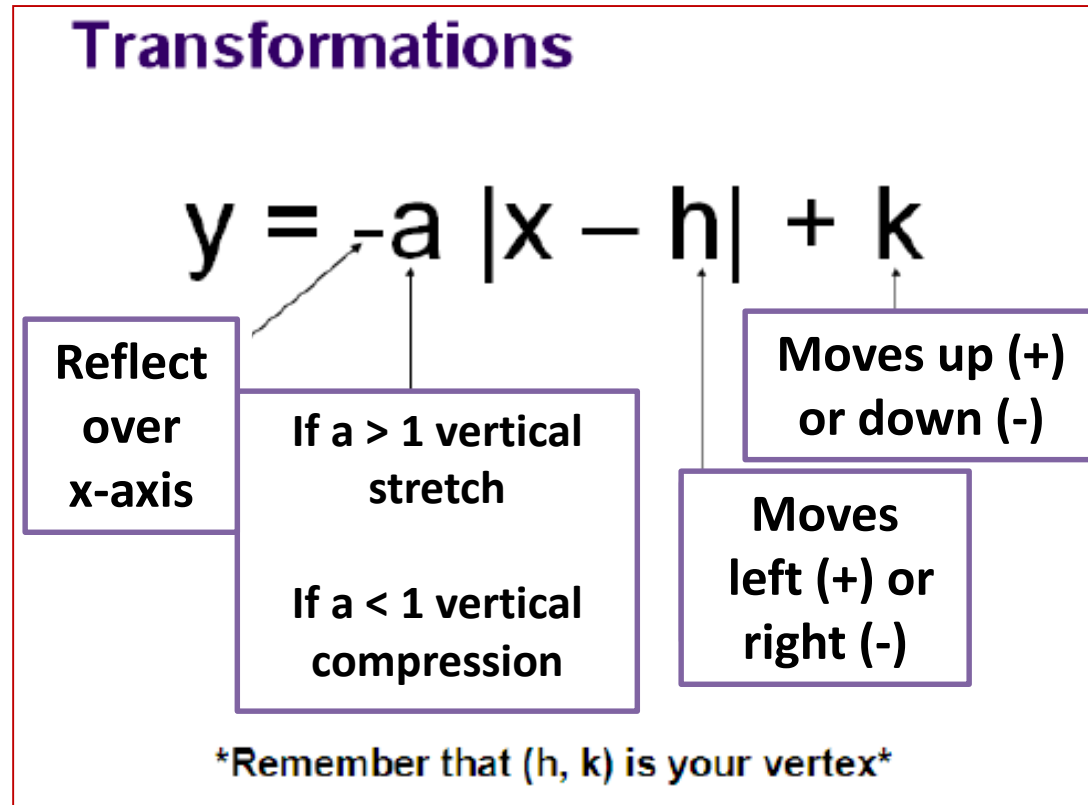 Transformations
y = -a |x – h| + k
Reflect
over
x-axis
If a > 1 vertical
stretch
If a < 1 vertical
compression
Moves up (+)
or down (-)
Moves
left (+) or
right (-)
*Remember that (h, k) is your vertex*